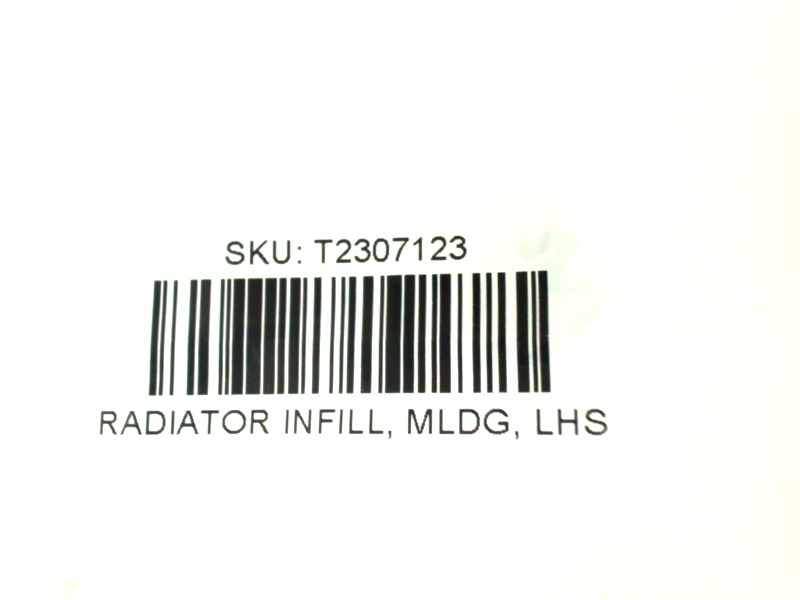 SKU: T2307123
RADIATOR INFILL, MLDG, LHS